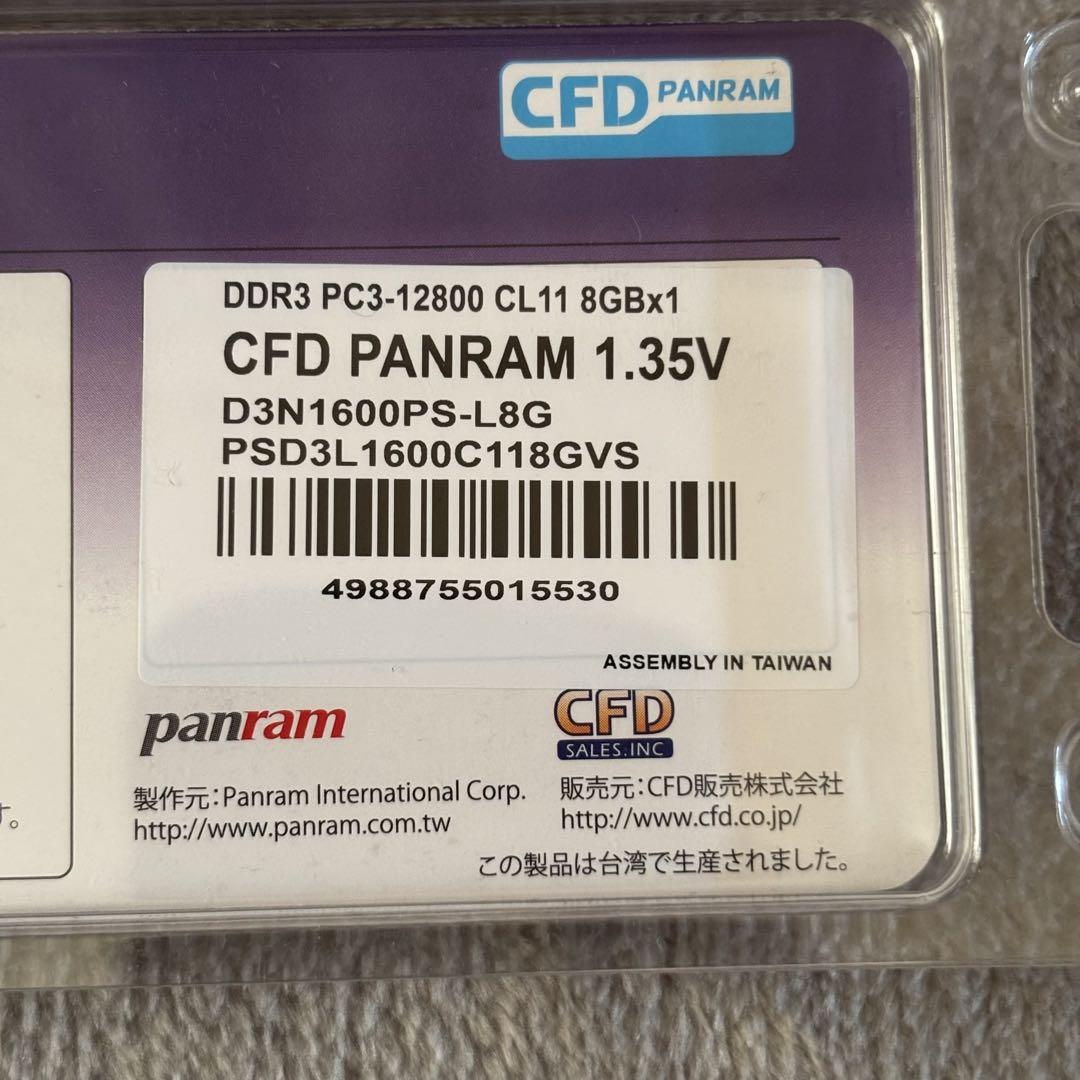 CFD PANRAM
DDR3 PC3-12800 CL11 8GBx1
CFD PANRAM 1.35V
D3N1600PS-L8G
PSD3L1600C118GVS
4988755015530
ASSEMBLY IN TAIWAN
panram
CFD
SALES.INC
製作元:Panram International Corp.
http://www.panram.com.tw
販売元:CFD販売株式会社
http://www.cfd.co.jp/
この製品は台湾で生産されました。
す。